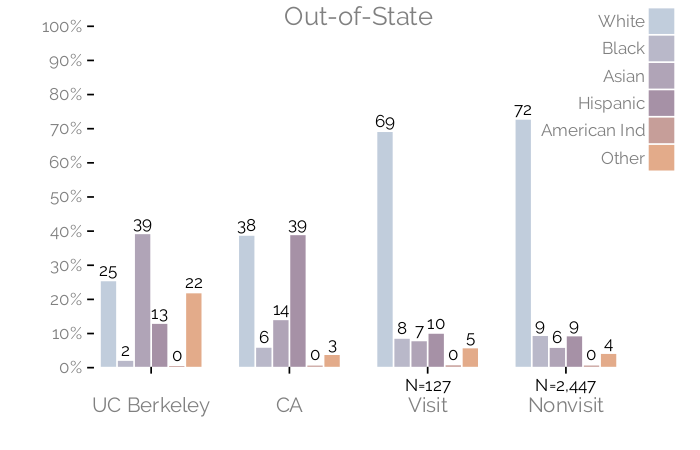 Out-of-State
100%
90%
80%
70%
60%
50%
40%
30%
20%
10%
0%
White
Black
Asian
Hispanic
American Ind
Other
25
2
39
13
0
22
38
6
14
39
0
3
69
8
7
10
0
5
72
9
6
9
0
4
N=127
N=2,447
UC Berkeley
CA
Visit
Nonvisit